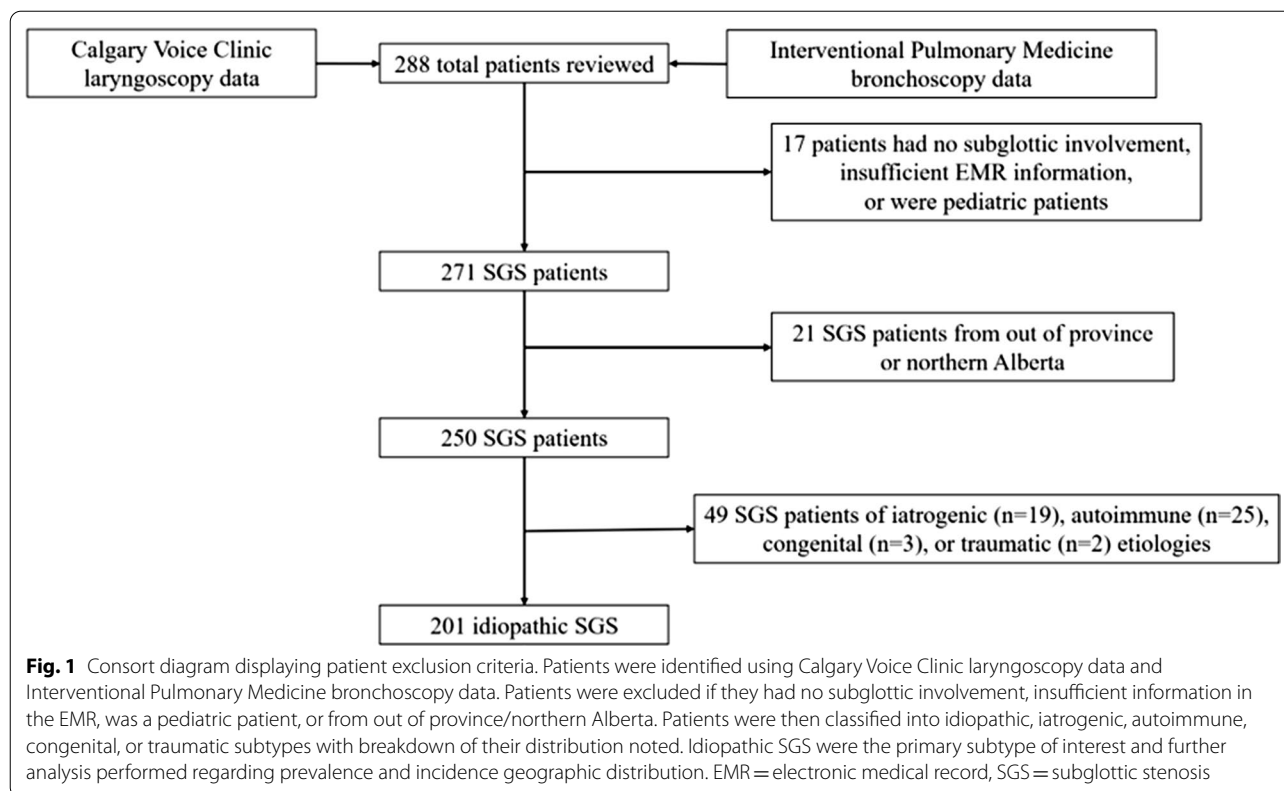 Calgary Voice Clinic
laryngoscopy data
288 total patients reviewed
Interventional Pulmonary Medicine
bronchoscopy data
17 patients had no subglottic involvement,
insufficient EMR information,
or were pediatric patients
271 SGS patients
21 SGS patients from out of province
or northern Alberta
250 SGS patients
49 SGS patients of iatrogenic (n=19), autoimmune (n=25),
congenital (n=3), or traumatic (n=2) etiologies
201 idiopathic SGS
Fig. 1 Consort diagram displaying patient exclusion criteria. Patients were identified using Calgary Voice Clinic laryngoscopy data and
Interventional Pulmonary Medicine bronchoscopy data. Patients were excluded if they had no subglottic involvement, insufficient information in
the EMR, was a pediatric patient, or from out of province/northern Alberta. Patients were then classified into idiopathic, iatrogenic, autoimmune,
congenital, or traumatic subtypes with breakdown of their distribution noted. Idiopathic SGS were the primary subtype of interest and further
analysis performed regarding prevalence and incidence geographic distribution. EMR = electronic medical record, SGS = subglottic stenosis